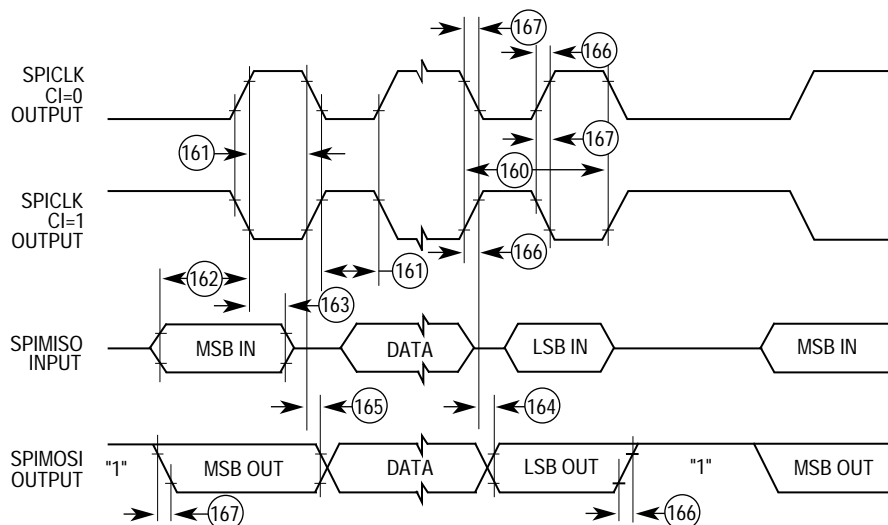 167
166
SPICLK
CI=0
OUTPUT
161
167
160
SPICLK
CI=1
OUTPUT
166
161
162
163
SPIMISO
INPUT
MSB IN
DATA
LSB IN
MSB IN
165
164
SPIMOSI
OUTPUT
"1"
MSB OUT
DATA
LSB OUT
"1"
MSB OUT
167
166